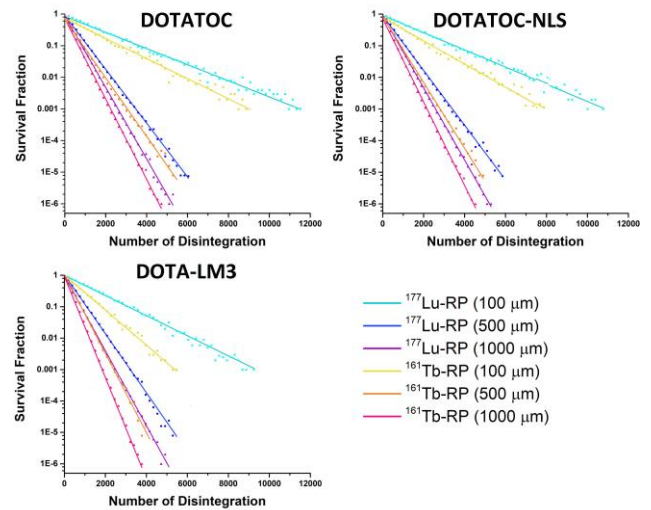 DOTATOC
Survival Fraction
1
0.1
0.01
0.001
1E-4
1E-5
1E-6
0 2000 4000 6000 8000 10000 12000
Number of Disintegration
DOTATOC-NLS
Survival Fraction
1
0.1
0.01
0.001
1E-4
1E-5
1E-6
0 2000 4000 6000 8000 10000 12000
Number of Disintegration
DOTA-LM3
Survival Fraction
1
0.1
0.01
0.001
1E-4
1E-5
1E-6
0 2000 4000 6000 8000 10000 12000
Number of Disintegration
¹⁷⁷Lu-RP (100 μm)
¹⁷⁷Lu-RP (500 μm)
¹⁷⁷Lu-RP (1000 μm)
¹⁶¹Tb-RP (100 μm)
¹⁶¹Tb-RP (500 μm)
¹⁶¹Tb-RP (1000 μm)